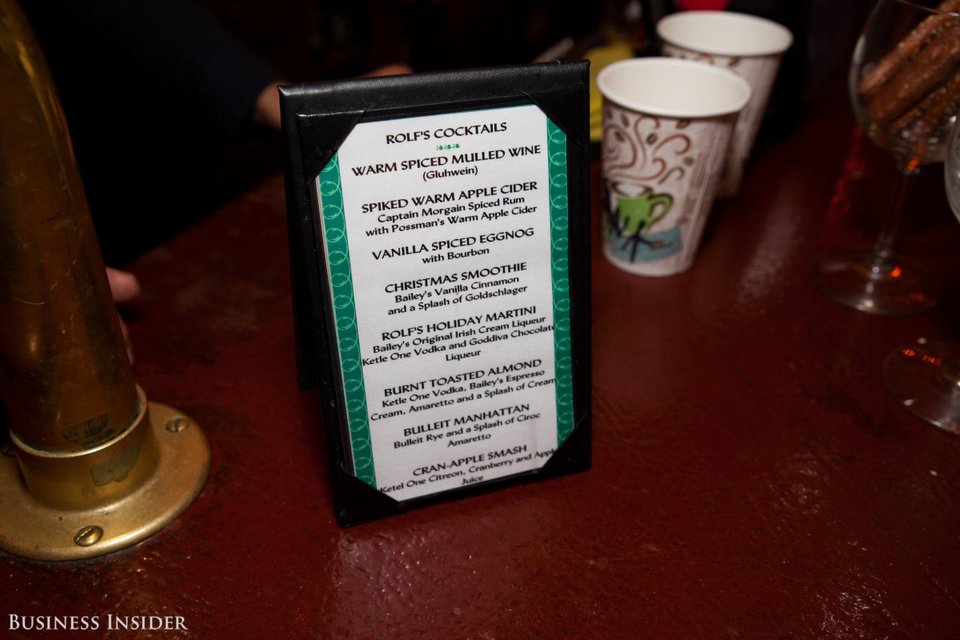 ROLF'S COCKTAILS
WARM SPICED MULLED WINE
(Gluhwein)
SPIKED WARM APPLE CIDER
Captain Morgain Spiced Rum
with Possman's Warm Apple Cider
VANILLA SPICED EGGNOG
with Bourbon
CHRISTMAS SMOOTHIE
Bailey's Vanilla Cinnamon
and a Splash of Goldschlager
ROLF'S HOLIDAY MARTINI
Bailey's Original Irish Cream Liqueur
Ketle One Vodka and Goddiva Chocolate
Liqueur
BURNT TOASTED ALMOND
Ketle One Vodka, Bailey's Espresso
Cream, Amaretto and a Splash of Cream
BULLEIT MANHATTAN
Bulleit Rye and a Splash of Ciroc
Amaretto
CRAN-APPLE SMASH
Ketel One Citreon, Cranberry and Apple
Juice
BUSINESS INSIDER